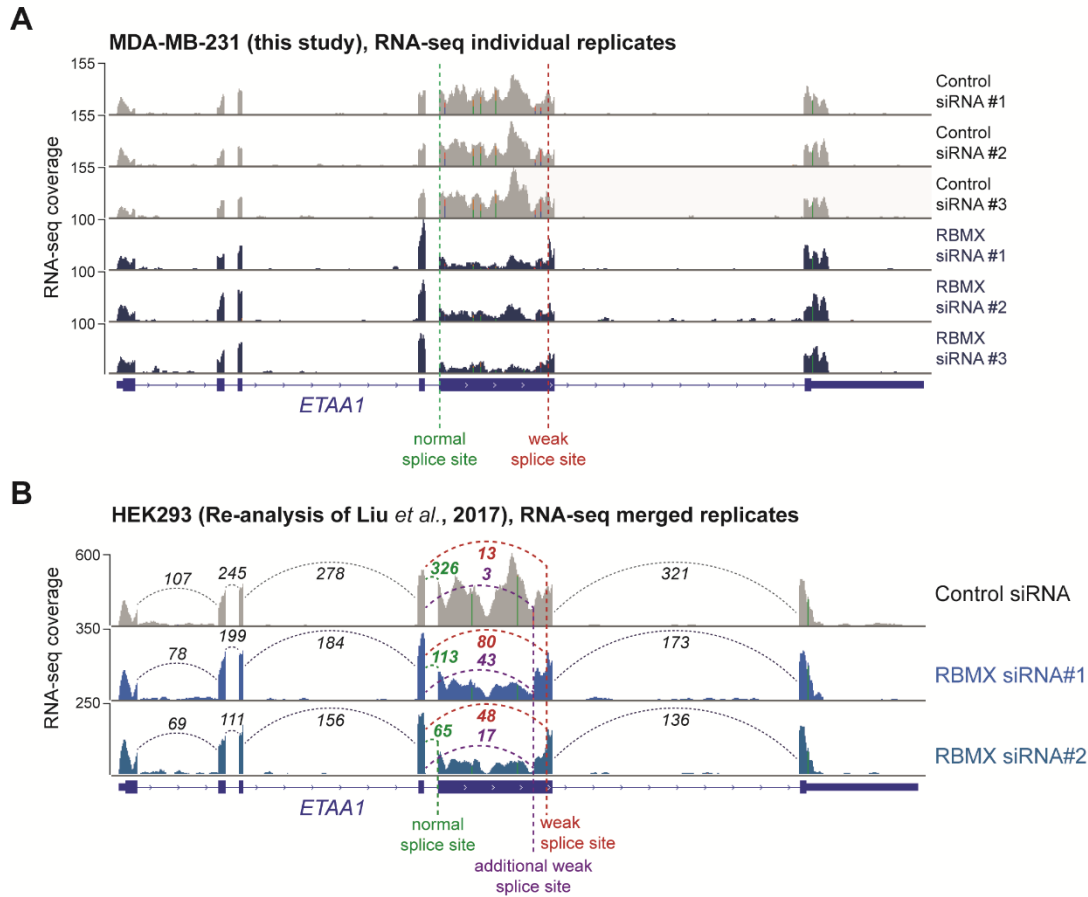 A
MDA-MB-231 (this study), RNA-seq individual replicates
RNA-seq coverage
155
Control
siRNA #1
155
Control
siRNA #2
155
Control
siRNA #3
100
RBMX
siRNA #1
100
RBMX
siRNA #2
100
RBMX
siRNA #3
ETAA1
normal
splice site
weak
splice site
B
HEK293 (Re-analysis of Liu et al., 2017), RNA-seq merged replicates
RNA-seq coverage
600
107
245
278
326
13
3
321
Control siRNA
350
78
199
184
113
80
43
173
RBMX siRNA#1
250
69
111
156
65
48
17
136
RBMX siRNA#2
ETAA1
normal
splice site
weak
splice site
additional weak
splice site